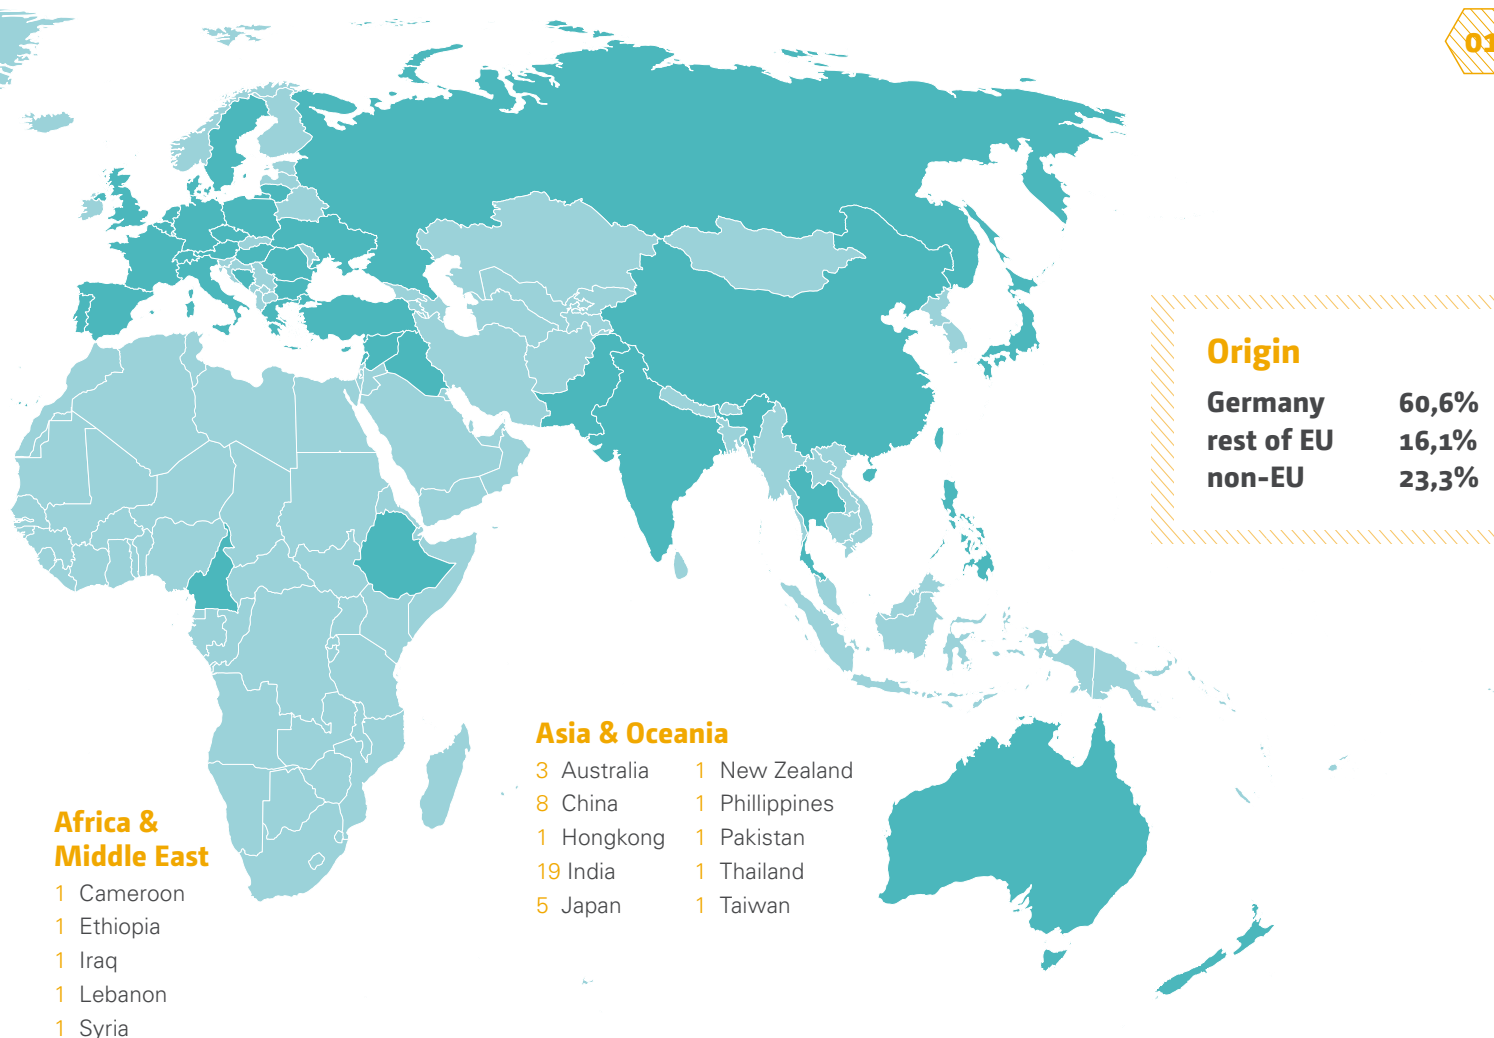 01
Origin
Germany 60,6%
rest of EU 16,1%
non-EU 23,3%
Asia & Oceania
3 Australia 1 New Zealand
8 China 1 Phillippines
1 Hongkong 1 Pakistan
19 India 1 Thailand
5 Japan 1 Taiwan
Africa &
Middle East
1 Cameroon
1 Ethiopia
1 Iraq
1 Lebanon
1 Syria